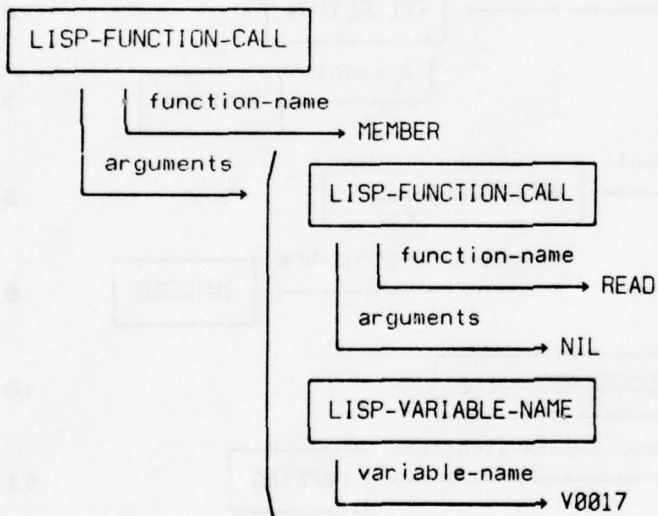 LISP-FUNCTION-CALL
function-name
MEMBER
arguments
LISP-FUNCTION-CALL
function-name
READ
arguments
NIL
LISP-VARIABLE-NAME
variable-name
V0017